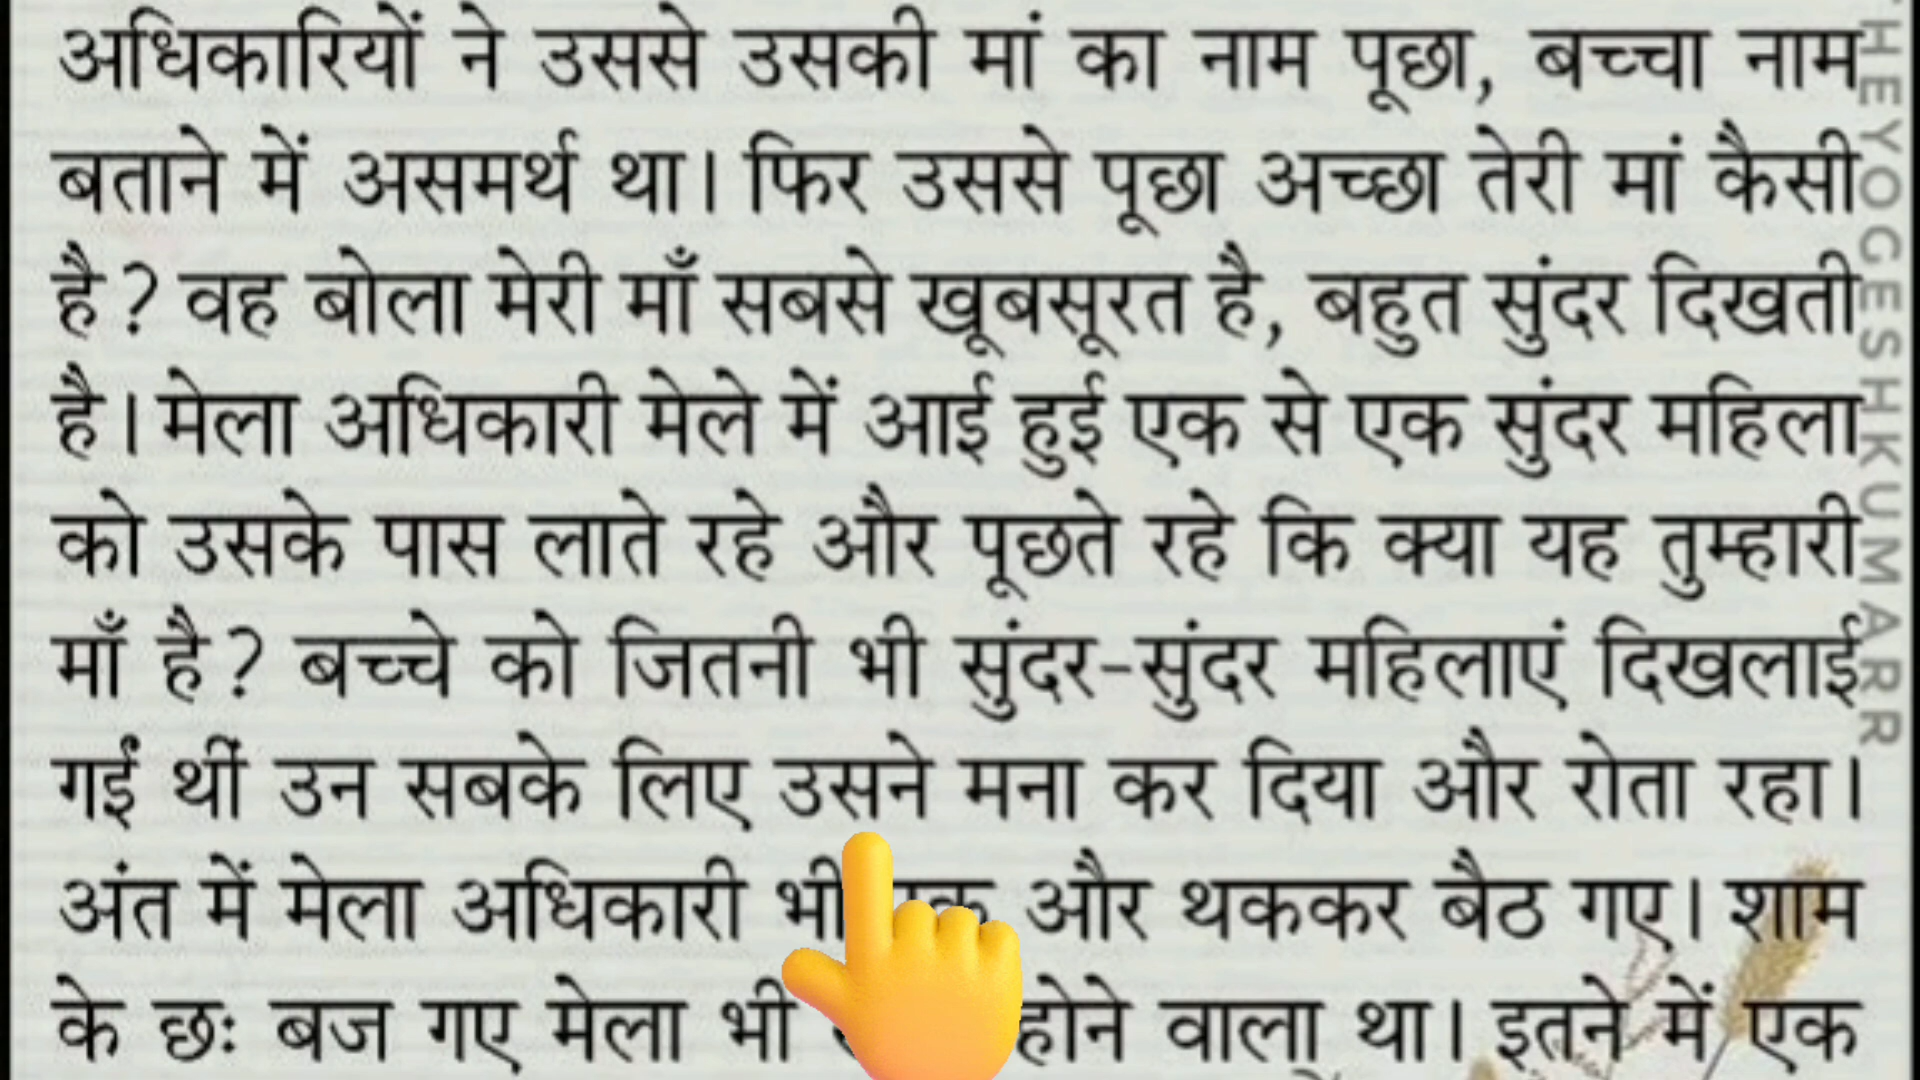 अधिकारियों ने उससे उसकी मां का नाम पूछा, बच्चा नाम
बताने में असमर्थ था। फिर उससे पूछा अच्छा तेरी मां कैसी
है? वह बोला मेरी माँ सबसे खूबसूरत है, बहुत सुंदर दिखती
है। मेला अधिकारी मेले में आई हुई एक से एक सुंदर महिला
को उसके पास लाते रहे और पूछते रहे कि क्या यह तुम्हारी
माँ है? बच्चे को जितनी भी सुंदर-सुंदर महिलाएं दिखलाई
गईं थीं उन सबके लिए उसने मना कर दिया और रोता रहा।
अंत में मेला अधिकारी भी और थककर बैठ गए। शाम
के छः बज गए मेला भी होने वाला था। इतने में एक
HEYOGESHKUMARR